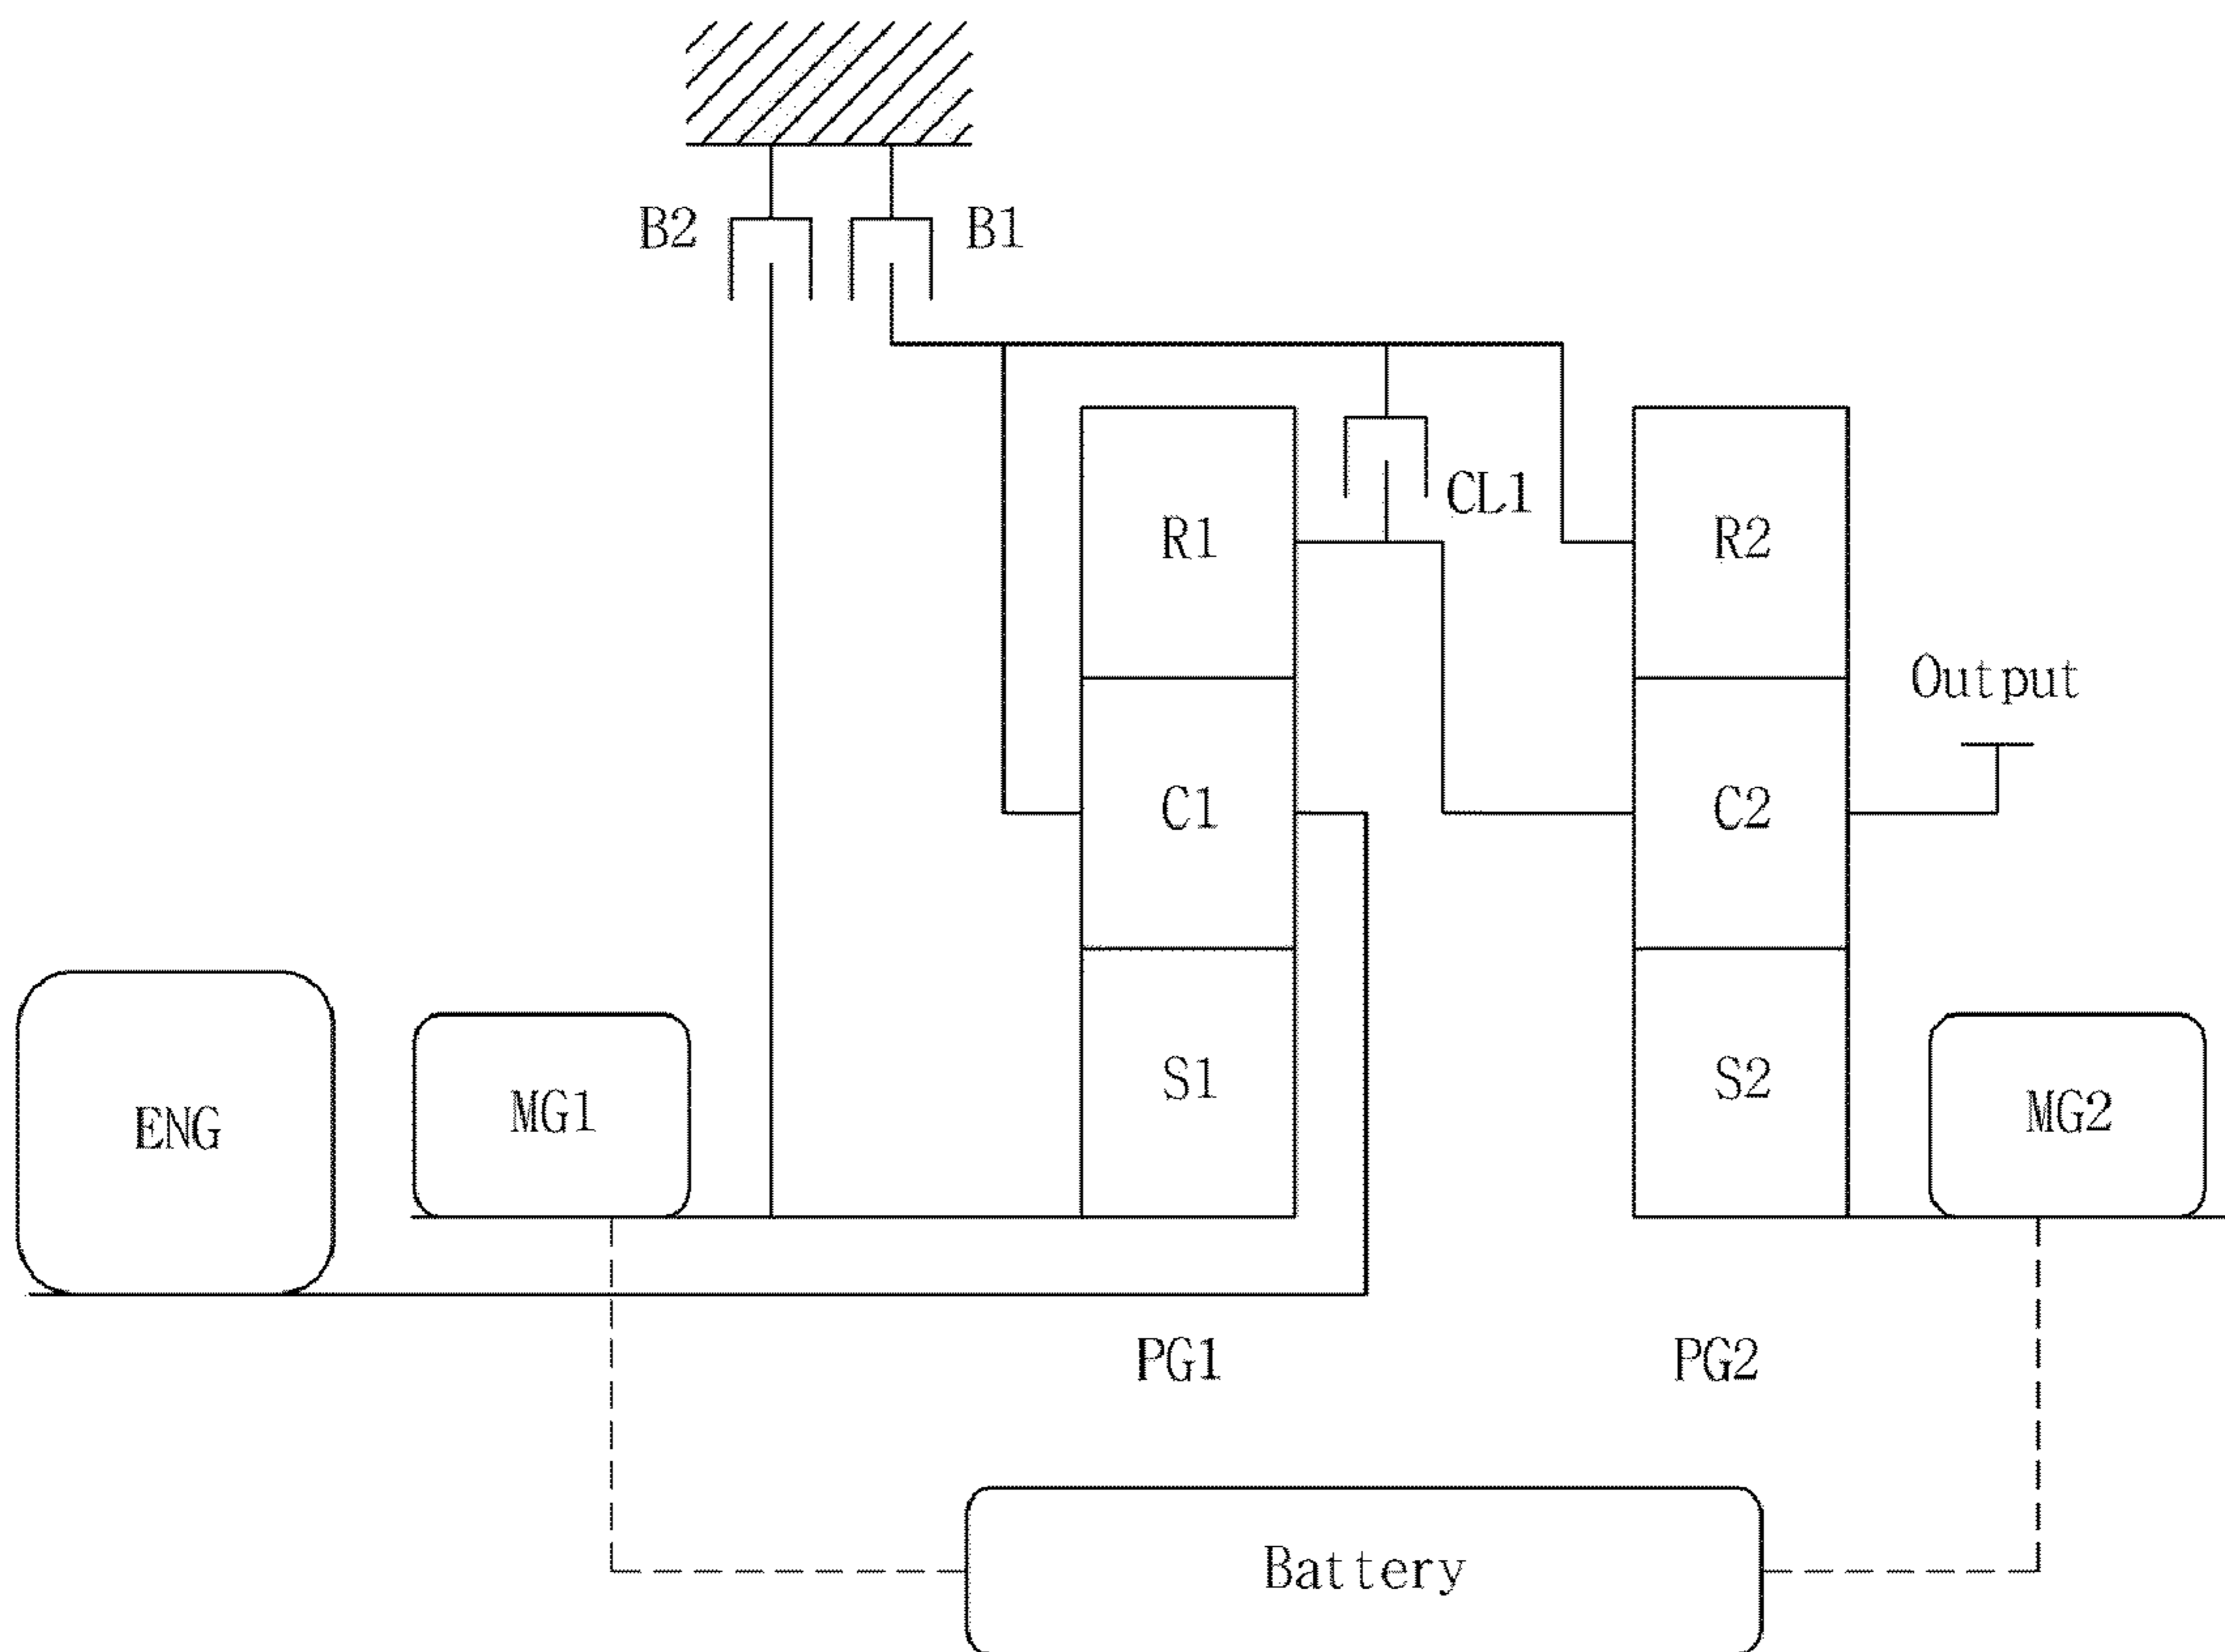 B2
B1
CL1
R1
R2
Output
C1
C2
S1
S2
ENG
MG1
MG2
PG1
PG2
Battery